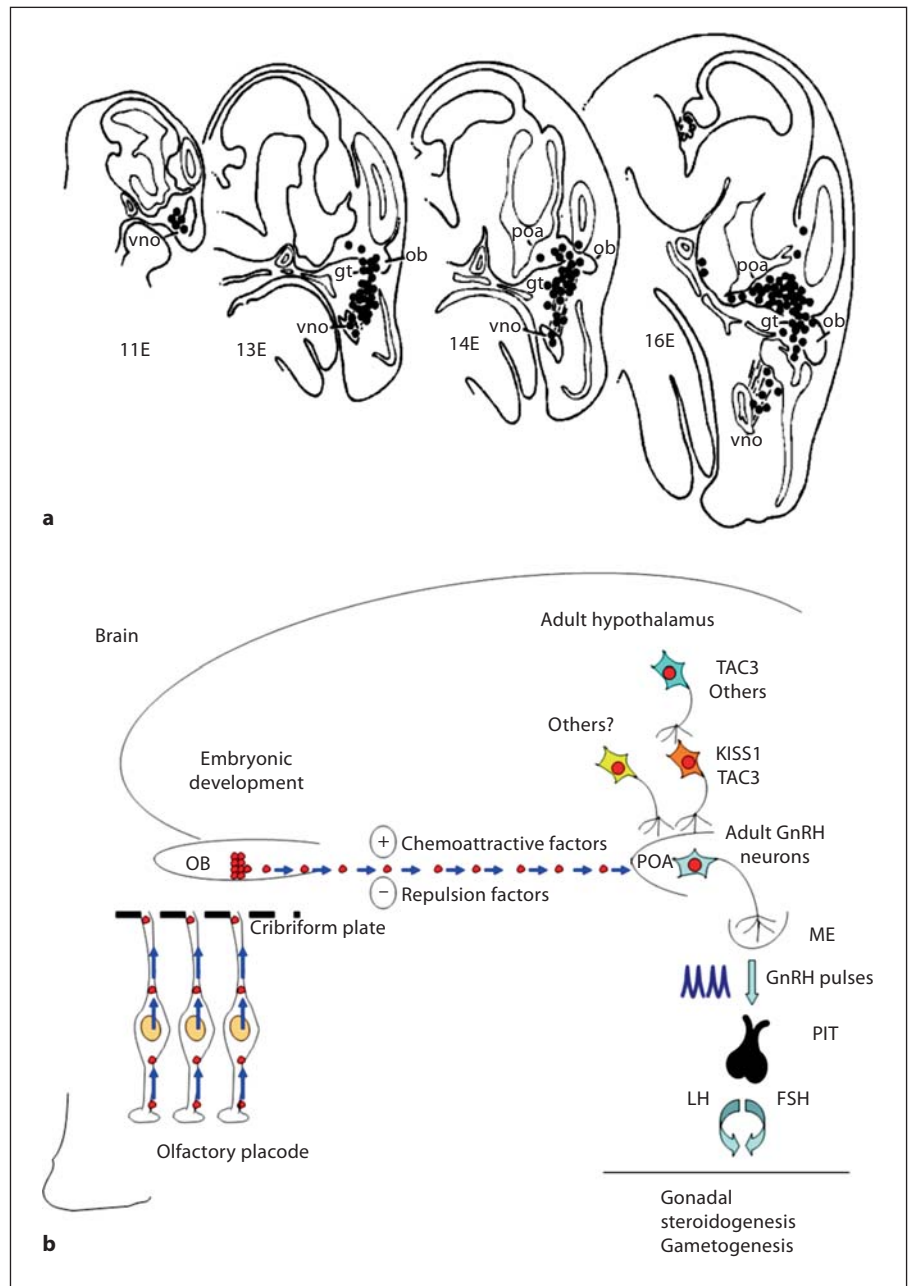 vno
11E
ob
gt
vno
13E
poa
ob
gt
vno
14E
poa
gt
ob
16E
vno
a
Brain
Adult hypothalamus
TAC3
Others
Others?
KISS1
TAC3
Embryonic
development
+ Chemoattractive factors
Adult GnRH
neurons
OB
POA
− Repulsion factors
Cribriform plate
ME
GnRH pulses
PIT
LH
FSH
Olfactory placode
Gonadal
steroidogenesis
Gametogenesis
b